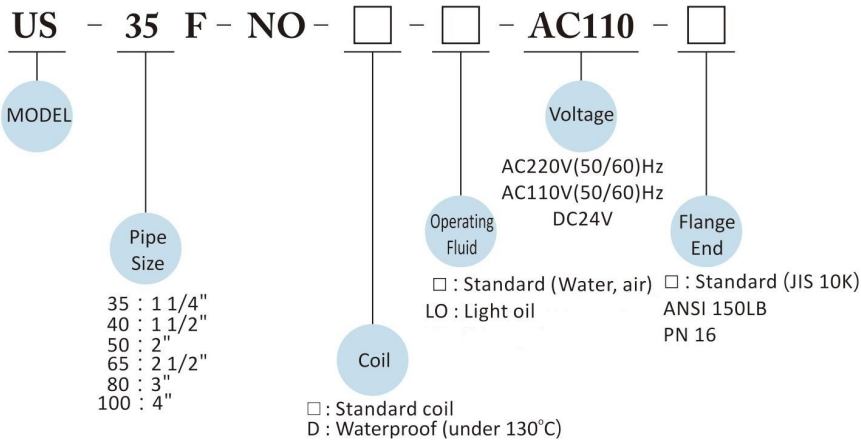 US - 35 F - NO - □ - □ - AC110 - □
MODEL
Pipe
Size
35 : 1 1/4"
40 : 1 1/2"
50 : 2"
65 : 2 1/2"
80 : 3"
100 : 4"
Coil
□ : Standard coil
D : Waterproof (under 130°C)
Operating
Fluid
□ : Standard (Water, air)
LO : Light oil
Voltage
AC220V(50/60)Hz
AC110V(50/60)Hz
DC24V
Flange
End
□ : Standard (JIS 10K)
ANSI 150LB
PN 16